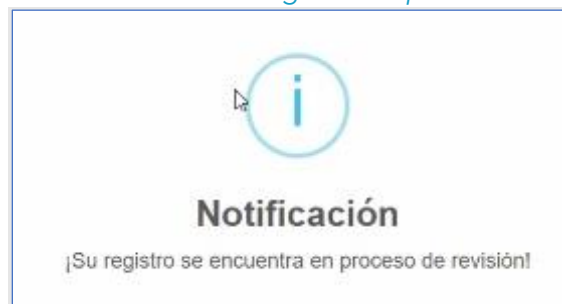 i
Notificación
¡Su registro se encuentra en proceso de revisión!